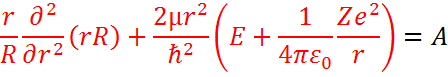 r/R ∂²/∂r² (rR) + 2μr²/ℏ² (E + 1/4πε₀ Ze²/r) = A